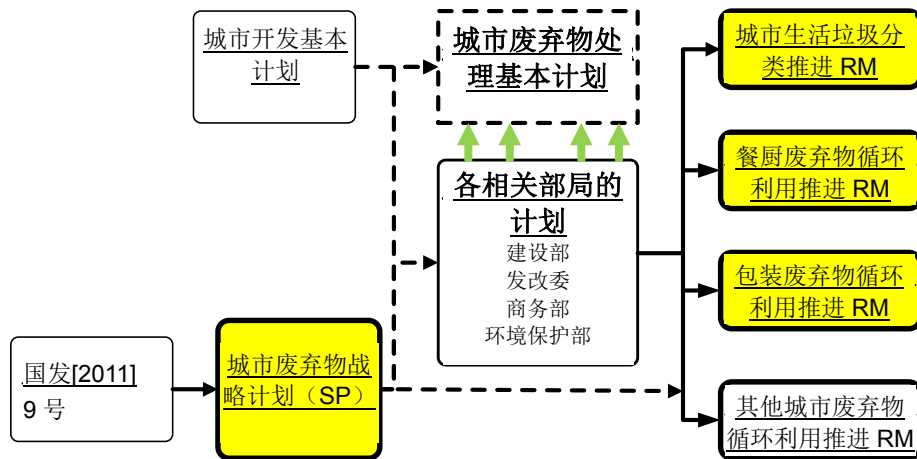 城市开发基本
计划
城市废弃物处
理基本计划
城市生活垃圾分
类推进 RM
餐厨废弃物循环
利用推进 RM
各相关部局的
计划
建设部
发改委
商务部
环境保护部
包装废弃物循环
利用推进 RM
国发[2011]
9 号
城市废弃物战
略计划（SP）
其他城市废弃物
循环利用推进 RM